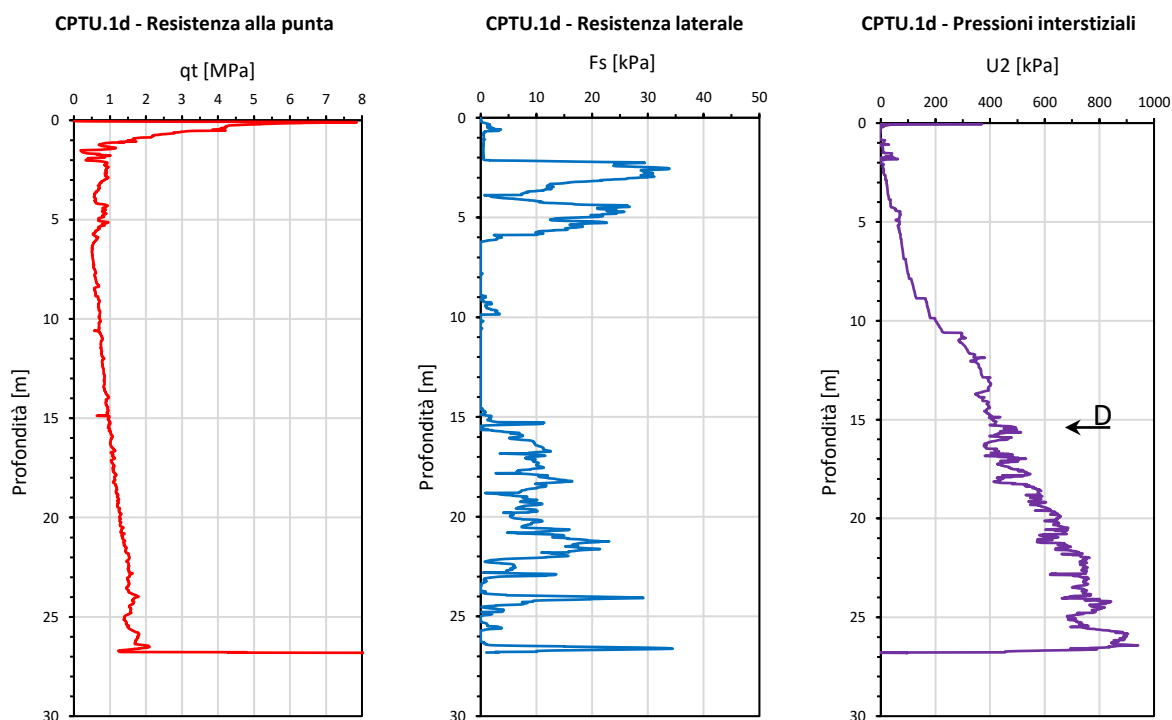 CPTU.1d - Resistenza alla punta
qt [MPa]
0 1 2 3 4 5 6 7 8
0
5
10
15
20
25
30
Profondità [m]
CPTU.1d - Resistenza laterale
Fs [kPa]
0 10 20 30 40 50
0
5
10
15
20
25
30
Profondità [m]
CPTU.1d - Pressioni interstiziali
U2 [kPa]
0 200 400 600 800 1000
0
5
10
15
20
25
30
Profondità [m]
D